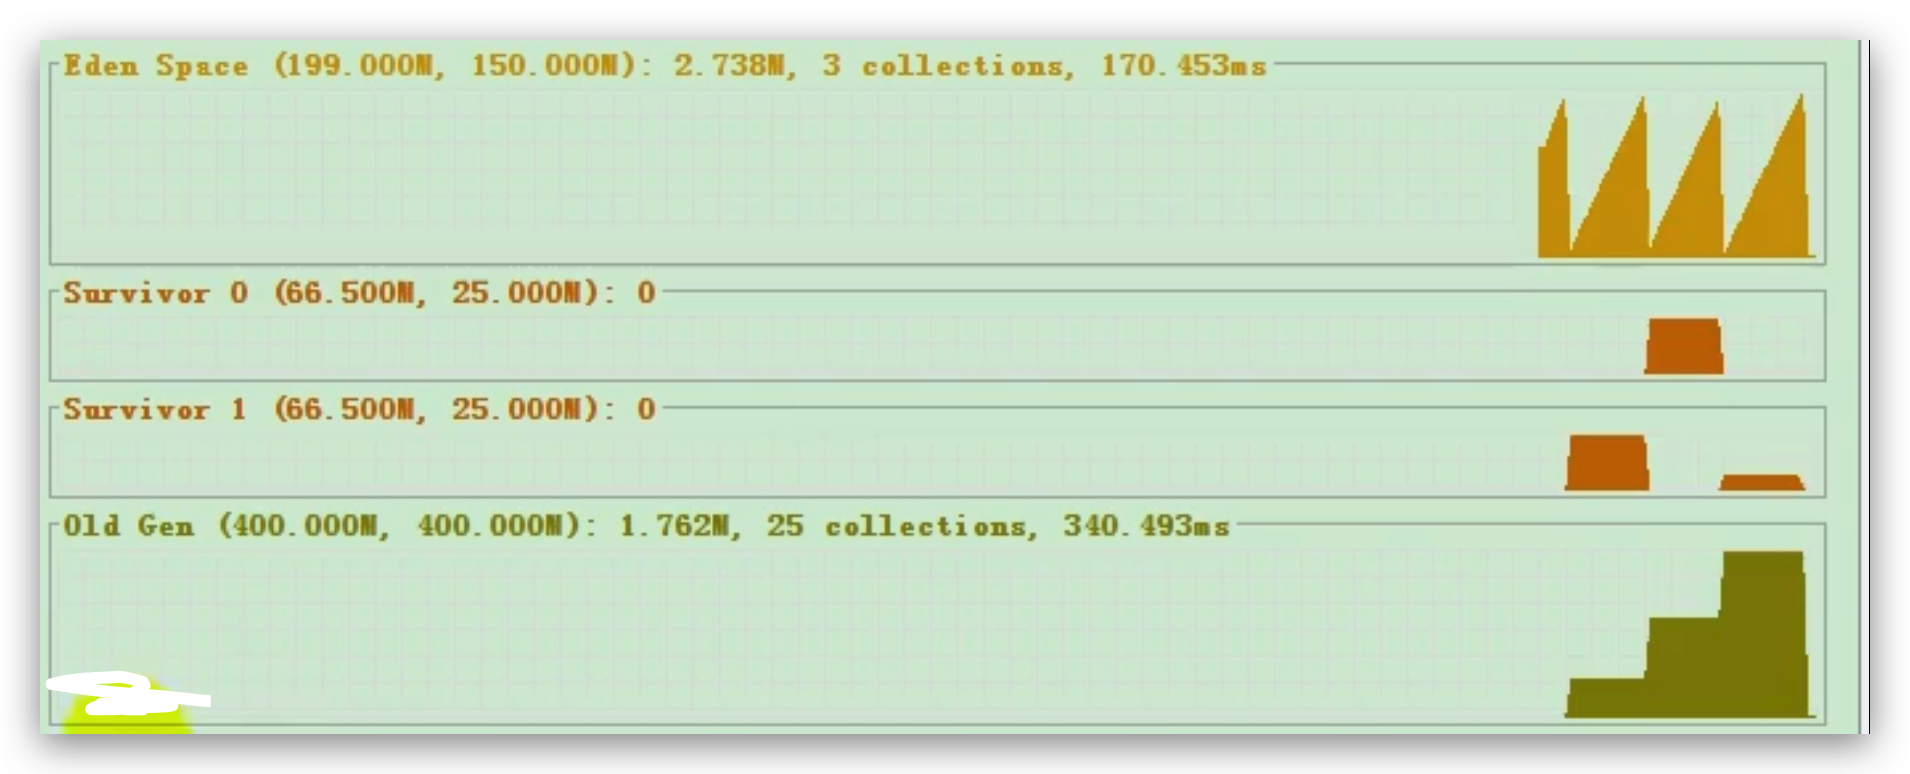 Eden Space (199.000M, 150.000M): 2.738M, 3 collections, 170.453ms
Survivor 0 (66.500M, 25.000M): 0
Survivor 1 (66.500M, 25.000M): 0
Old Gen (400.000M, 400.000M): 1.762M, 25 collections, 340.493ms